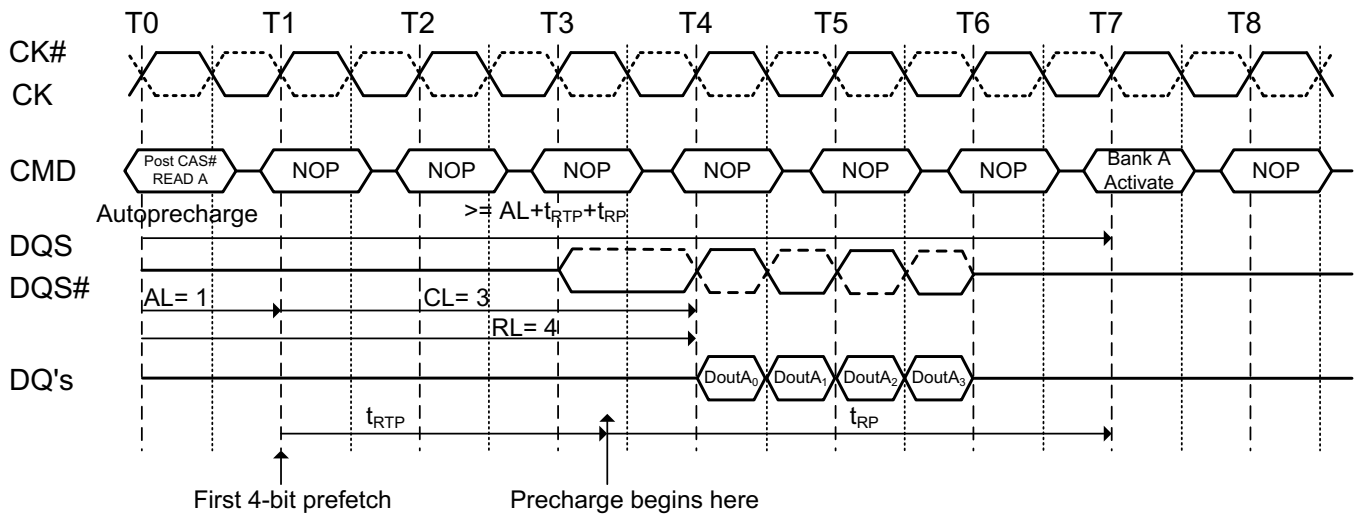 T0 T1 T2 T3 T4 T5 T6 T7 T8
CK#
CK
CMD
Post CAS#
READ A
NOP NOP NOP NOP NOP NOP
Bank A
Activate
NOP
Autoprecharge
>= AL+tRTP+tRP
DQS
DQS#
AL= 1
CL= 3
RL= 4
DQ's
DoutA0 DoutA1 DoutA2 DoutA3
tRTP
tRP
First 4-bit prefetch
Precharge begins here